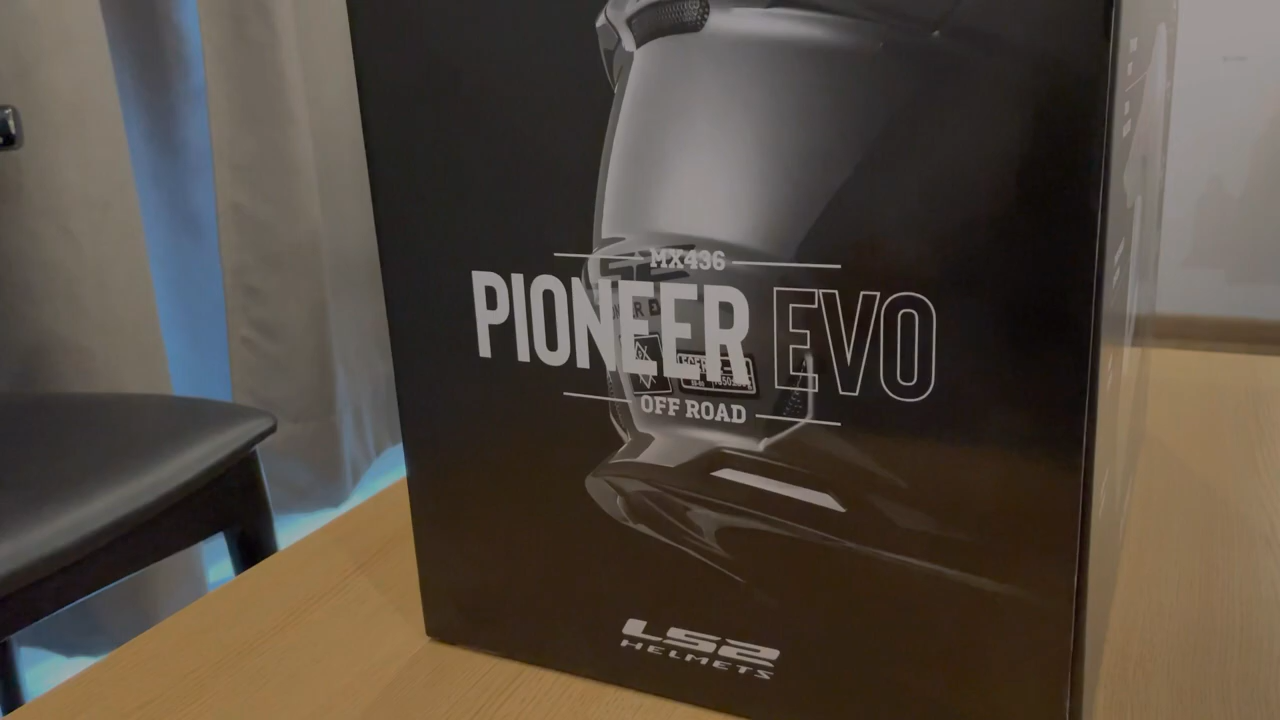 MX436
PIONEER EVO
OFF ROAD
LS2
HELMETS